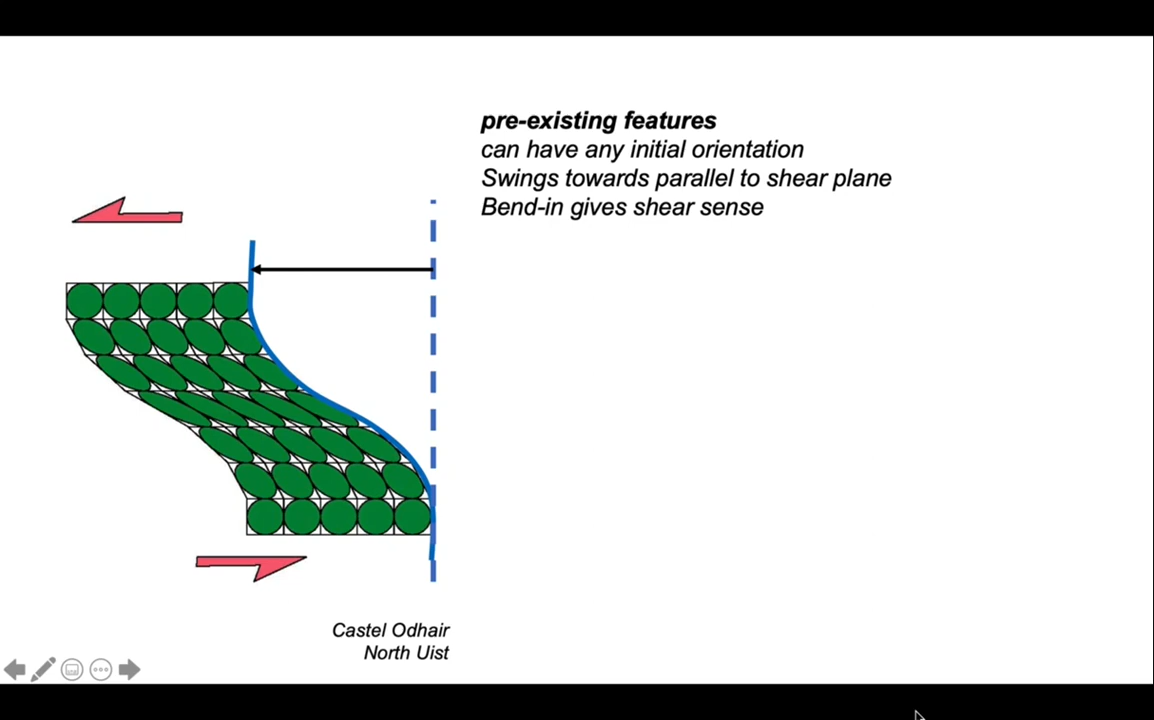 pre-existing features
can have any initial orientation
Swings towards parallel to shear plane
Bend-in gives shear sense
Castel Odhair
North Uist